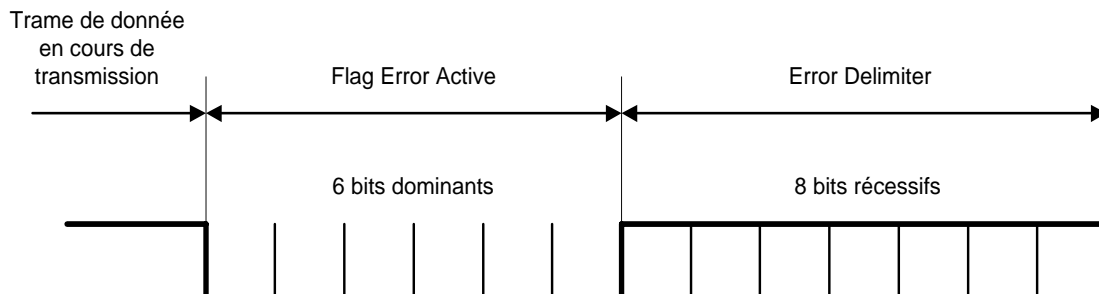 Trame de donnée
en cours de
transmission
Flag Error Active
Error Delimiter
6 bits dominants
8 bits récessifs